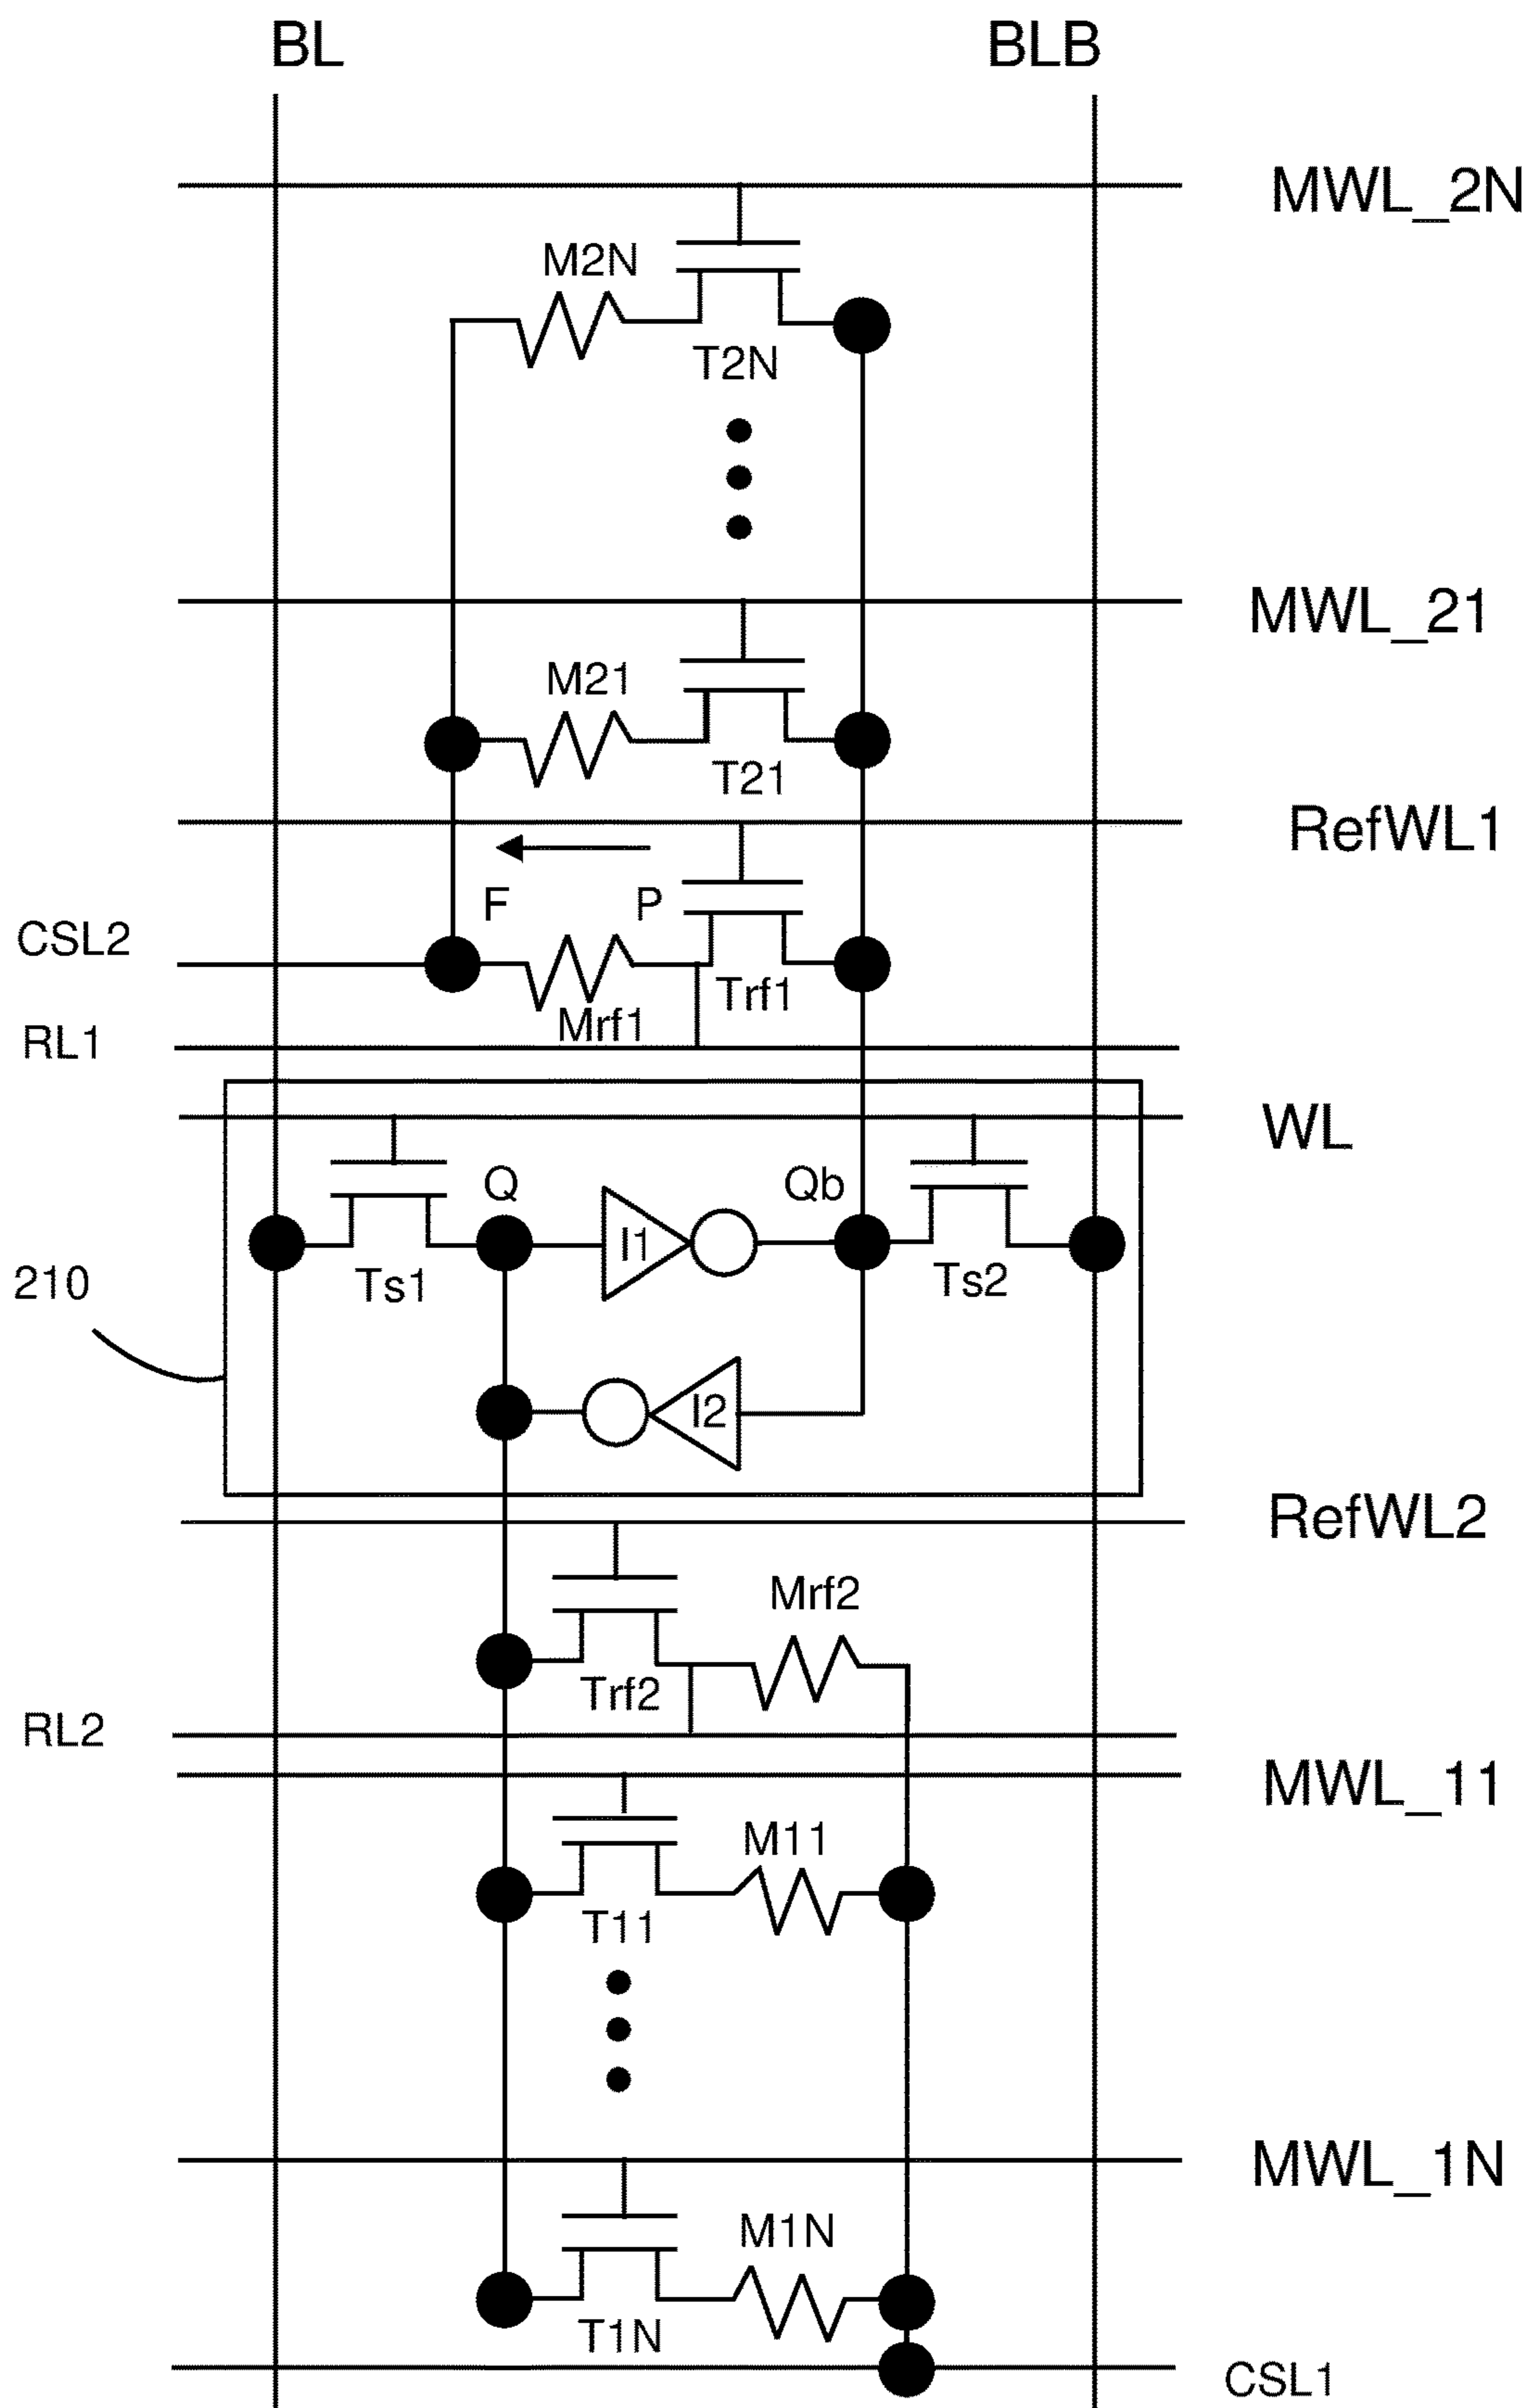 BL BLB
MWL_2N
M2N
T2N
MWL_21
M21
T21
RefWL1
F P
CSL2
Trf1
Mrf1
RL1
WL
Q Qb
I1
Ts1 Ts2
210
I2
RefWL2
Mrf2
Trf2
RL2
MWL_11
M11
T11
MWL_1N
M1N
T1N
CSL1